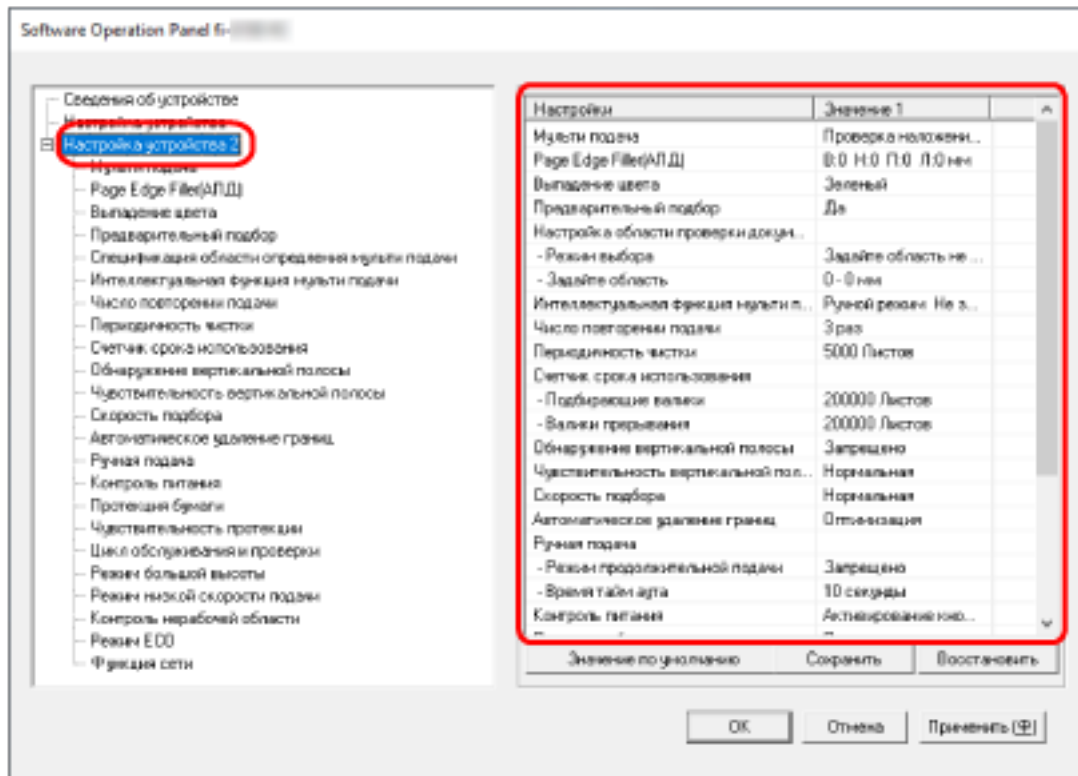 Software Operation Panel fi-
Сведения об устройстве
Настройка устройства
Настройка устройства 2
Мульти подача
Page Edge Filler(АПД)
Выпадение цвета
Предварительный подбор
Спецификация области опредления мульти подачи
Интеллектуальная функция мульти подачи
Число повторении подачи
Периодичность чистки
Счетчик срока использования
Обнаружение вертикальной полосы
Чувствительность вертикальной полосы
Скорость подбора
Автоматическое удаление границ
Ручная подача
Контроль питания
Протекция бумаги
Чувствительность протекции
Цикл обслуживания и проверки
Режим большой высоты
Режим низкой скорости подачи
Контроль нерабочей области
Режим ECO
Функция сети
Настройки Значение 1
Мульти подача Проверка наложени...
Page Edge Filler(АПД) В:0 Н:0 П:0 Л:0 мм
Выпадение цвета Зеленый
Предварительный подбор Да
Настройка области проверки докум...
- Режим выбора Задайте область не ...
- Задайте область 0 - 0 мм
Интеллектуальная функция мульти п... Ручной режим Не з...
Число повторении подачи 3 раз
Периодичность чистки 5000 Листов
Счетчик срока использования
- Подбирающие валики 200000 Листов
- Валики прерывания 200000 Листов
Обнаружение вертикальной полосы Запрещено
Чувствительность вертикальной пол... Нормальная
Скорость подбора Нормальная
Автоматическое удаление границ Оптимизация
Ручная подача
- Режим продолжительной подачи Запрещено
- Время тайм аута 10 секунды
Контроль питания Активирование кно...
Значение по умолчанию Сохранить Восстановить
OK Отмена Применить (Ф)